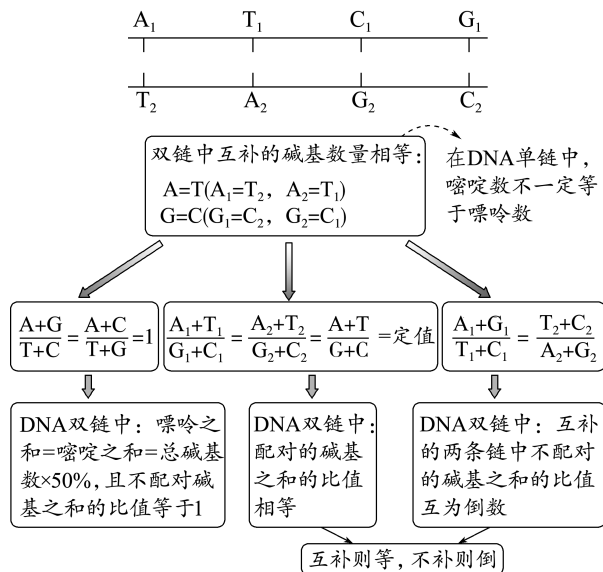 A₁ T₁ C₁ G₁
T₂ A₂ G₂ C₂
双链中互补的碱基数量相等：
A=T(A₁=T₂， A₂=T₁)
G=C(G₁=C₂， G₂=C₁)
在DNA单链中，
嘧啶数不一定等
于嘌呤数
(A+G)/(T+C)=(A+C)/(T+G)=1
(A₁+T₁)/(G₁+C₁)=(A₂+T₂)/(G₂+C₂)=(A+T)/(G+C)=定值
(A₁+G₁)/(T₁+C₁)=(T₂+C₂)/(A₂+G₂)
DNA双链中：嘌呤之
和=嘧啶之和=总碱基
数×50%，且不配对碱
基之和的比值等于1
DNA双链中：
配对的碱基
之和的比值
相等
DNA双链中：互补
的两条链中不配对
的碱基之和的比值
互为倒数
互补则等，不补则倒